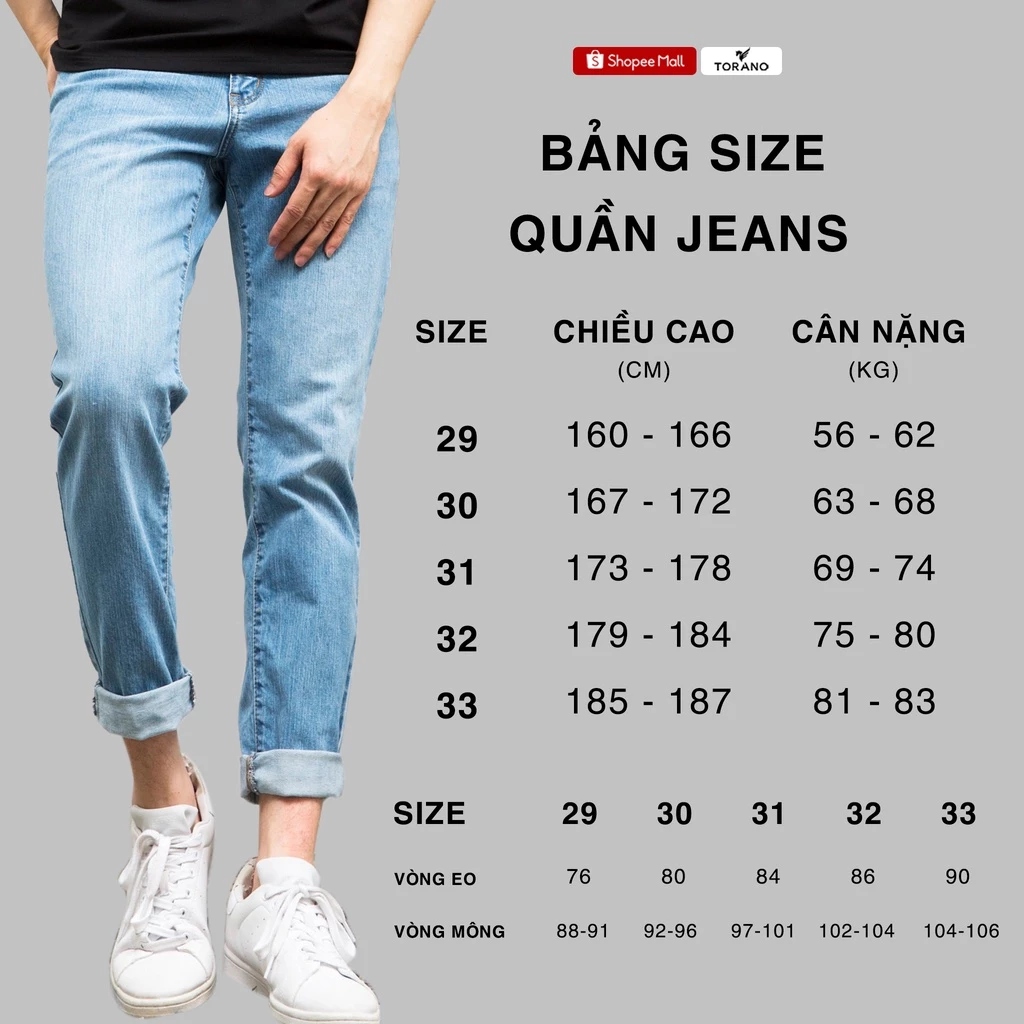 Shopee Mall TORANO
BẢNG SIZE
QUẦN JEANS
SIZE CHIỀU CAO CÂN NẶNG
(CM) (KG)
29 160 - 166 56 - 62
30 167 - 172 63 - 68
31 173 - 178 69 - 74
32 179 - 184 75 - 80
33 185 - 187 81 - 83
SIZE 29 30 31 32 33
VÒNG EO 76 80 84 86 90
VÒNG MÔNG 88-91 92-96 97-101 102-104 104-106